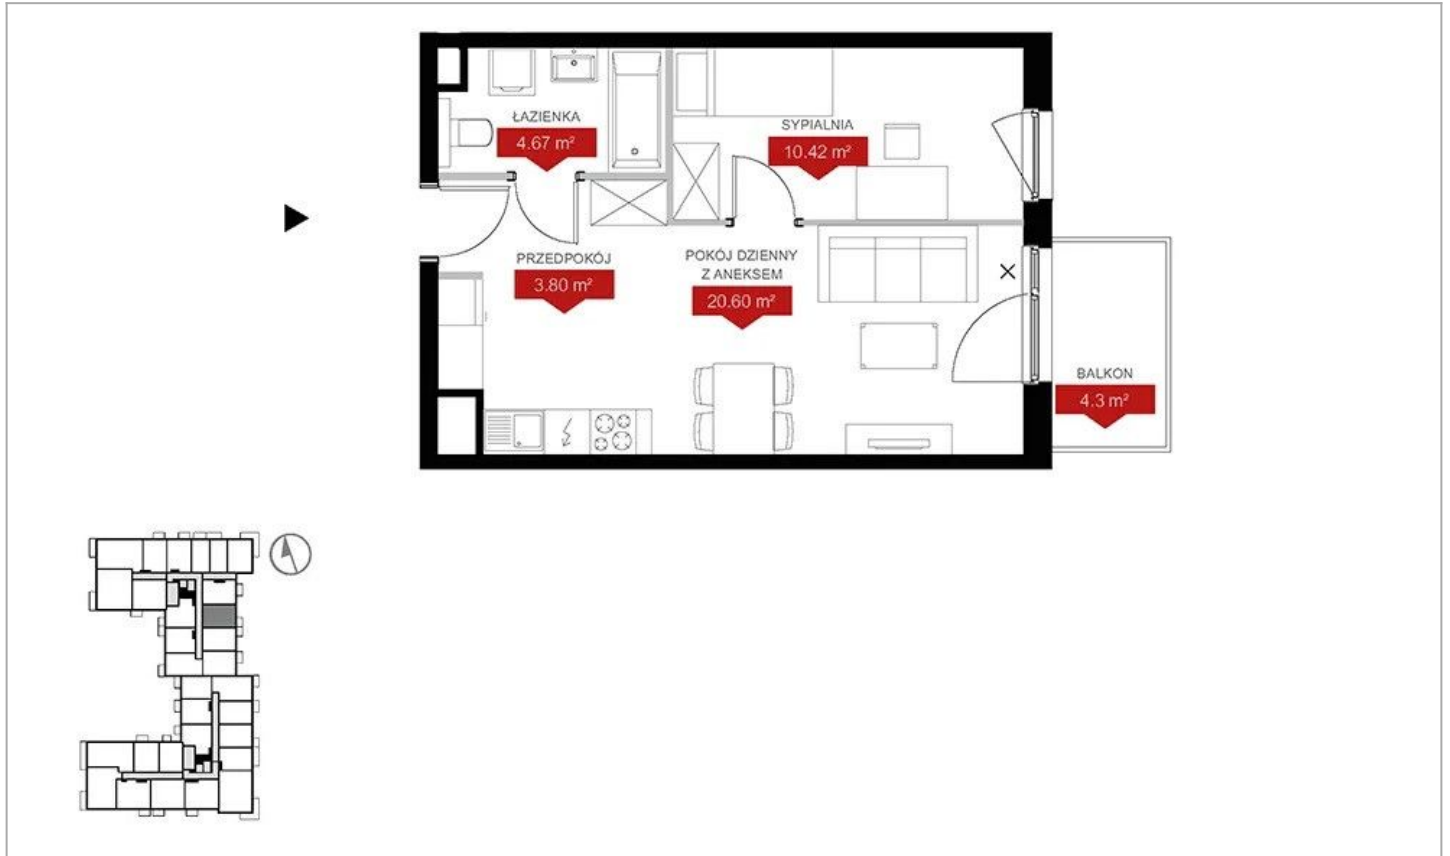 ŁAZIENKA
4.67 m²
SYPIALNIA
10.42 m²
PRZEDPOKÓJ
3.80 m²
POKÓJ DZIENNY
Z ANEKSEM
20.60 m²
BALKON
4.3 m²